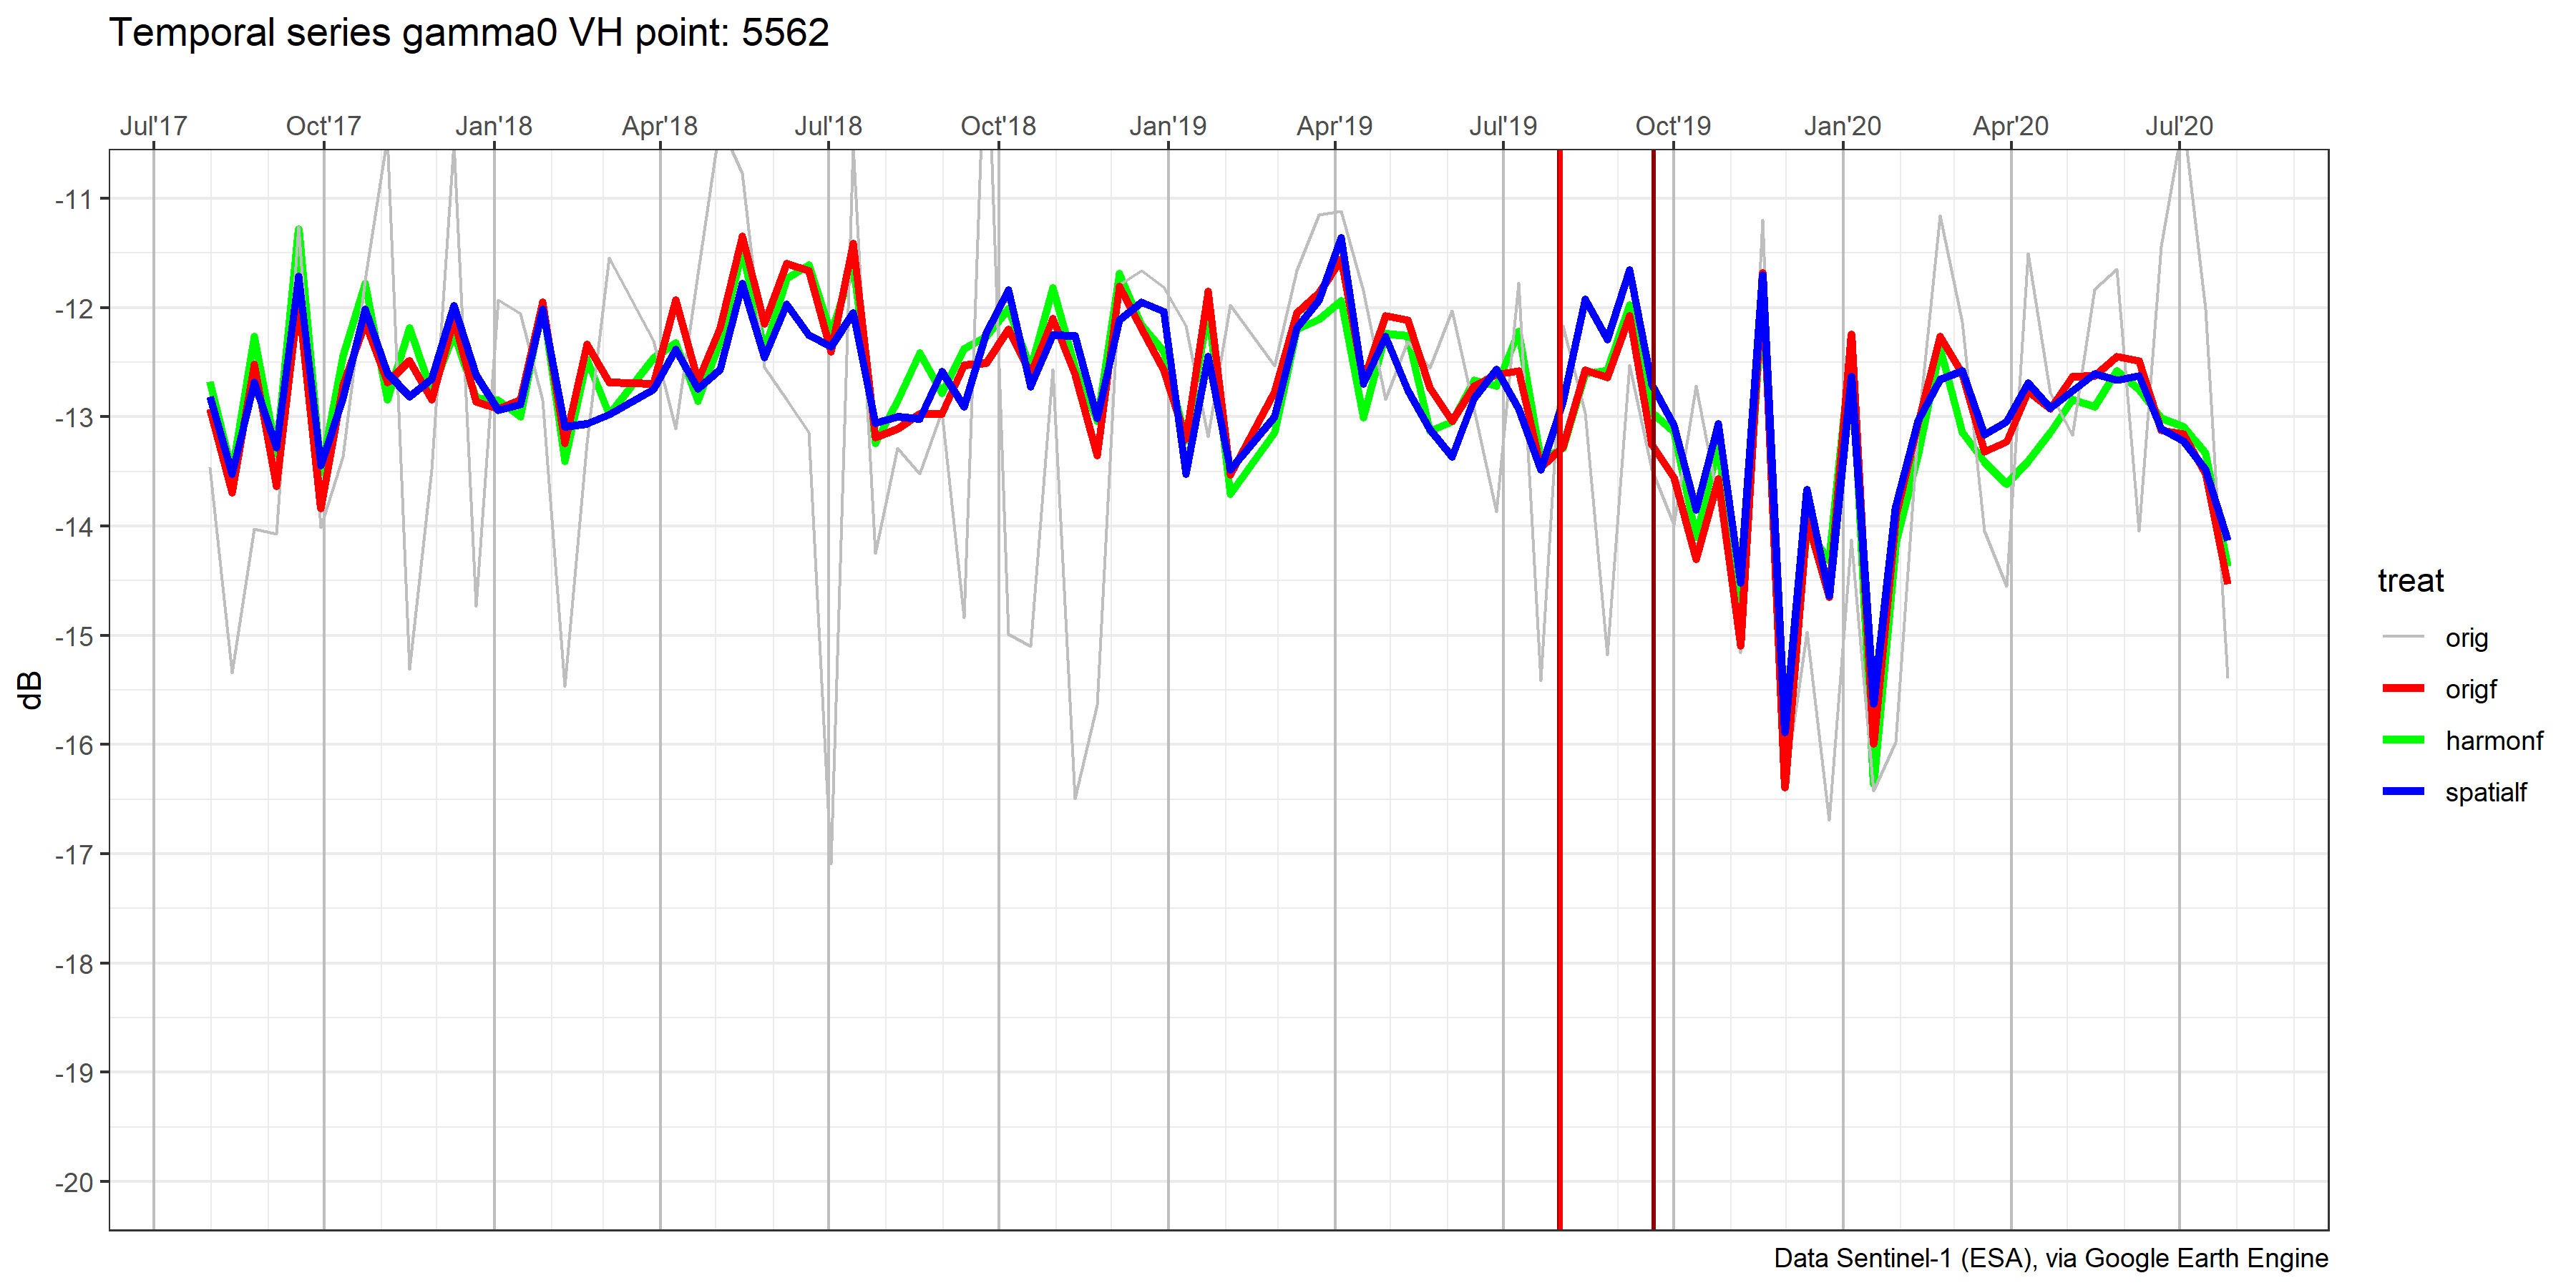 Temporal series gamma0 VH point: 5562
Jul'17 Oct'17 Jan'18 Apr'18 Jul'18 Oct'18 Jan'19 Apr'19 Jul'19 Oct'19 Jan'20 Apr'20 Jul'20
-11
-12
-13
-14
-15
-16
-17
-18
-19
-20
dB
treat
orig
origf
harmonf
spatialf
Data Sentinel-1 (ESA), via Google Earth Engine